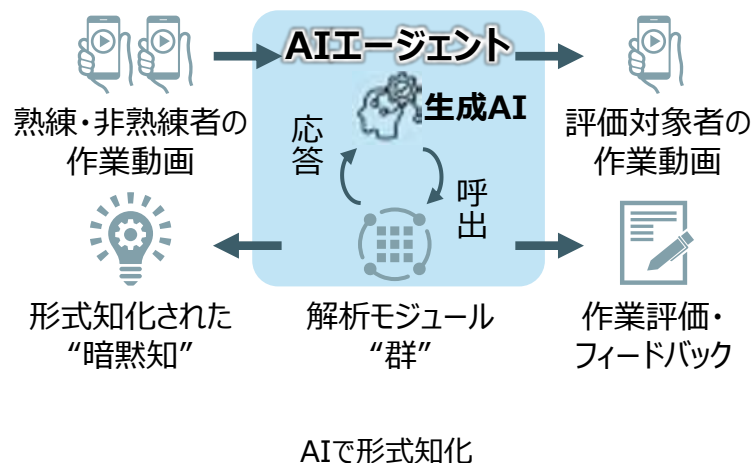 AIエージェント
生成AI
応答
呼出
熟練・非熟練者の
作業動画
評価対象者の
作業動画
形式知化された
“暗黙知”
解析モジュール
“群”
作業評価・
フィードバック
AIで形式知化